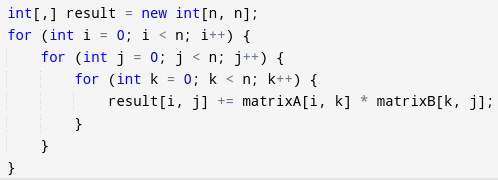 int[,] result = new int[n, n];
for (int i = 0; i < n; i++) {
    for (int j = 0; j < n; j++) {
        for (int k = 0; k < n; k++) {
            result[i, j] += matrixA[i, k] * matrixB[k, j];
        }
    }
}